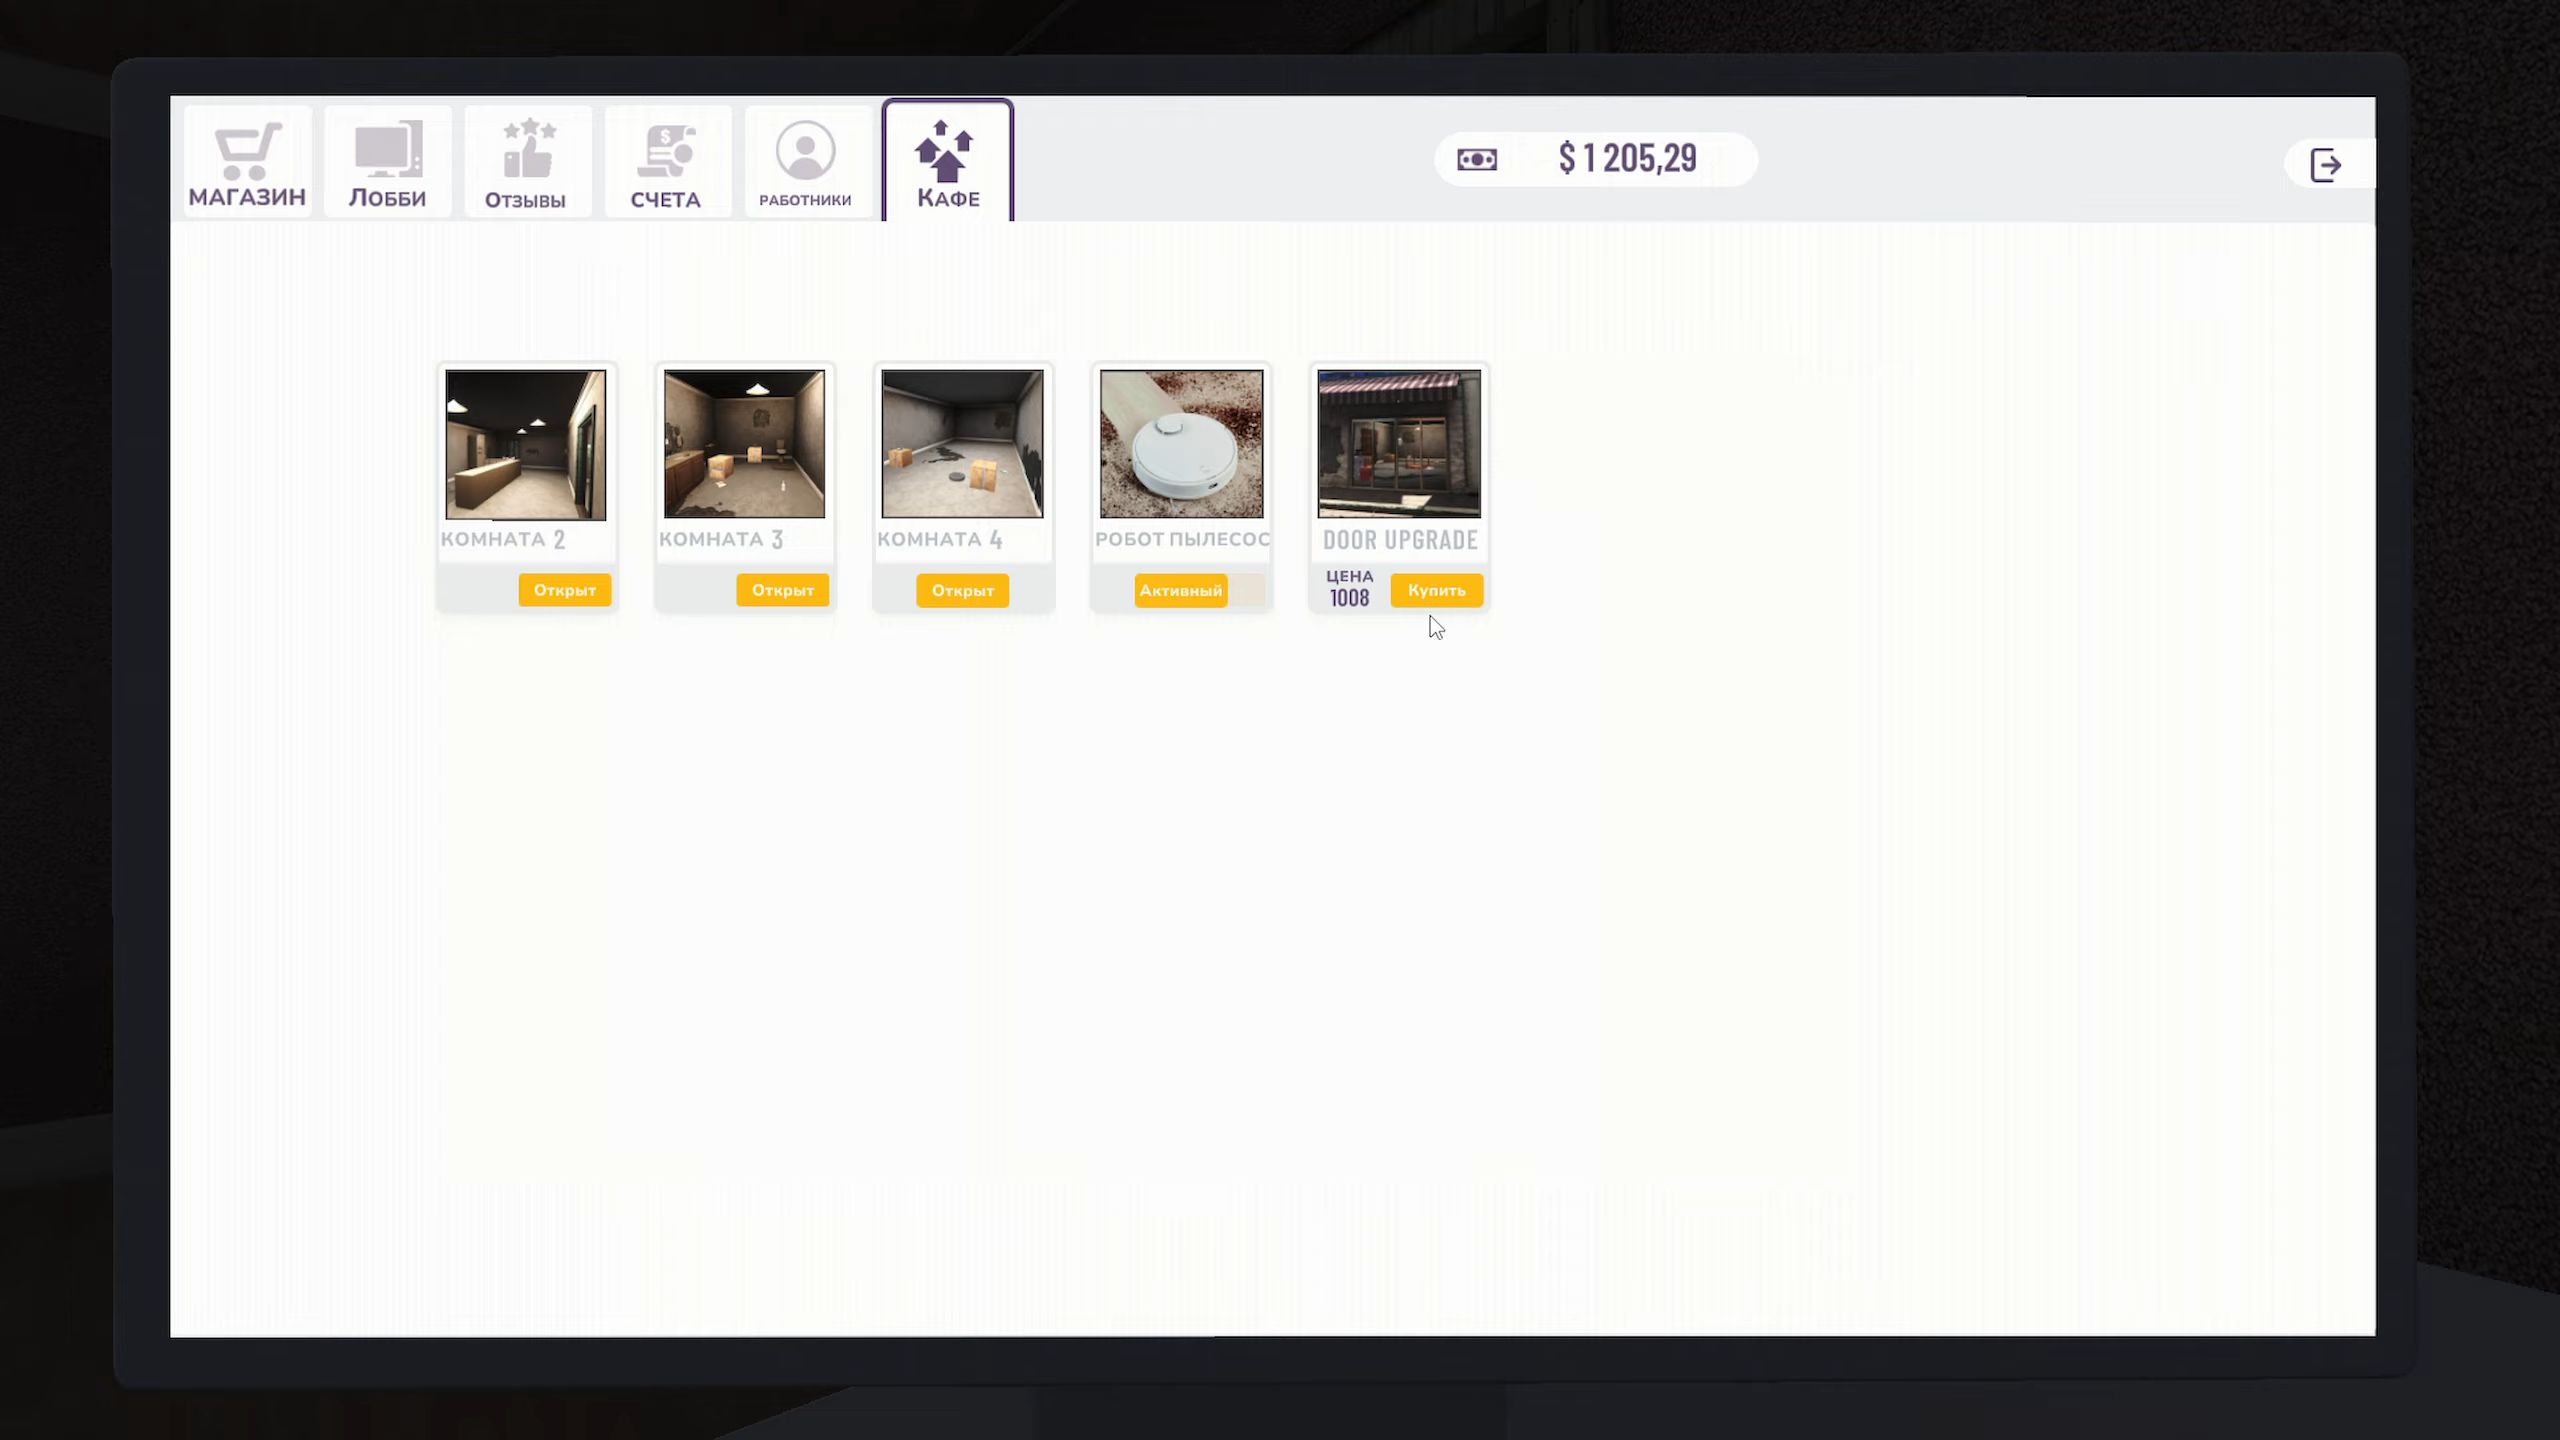 МАГАЗИН
Лобби
Отзывы
СЧЕТА
РАБОТНИКИ
КАФЕ
$ 1 205,29
КОМНАТА 2
КОМНАТА 3
КОМНАТА 4
РОБОТ ПЫЛЕСОС
DOOR UPGRADE
Открыт
Открыт
Открыт
Активный
ЦЕНА
1008
Купить